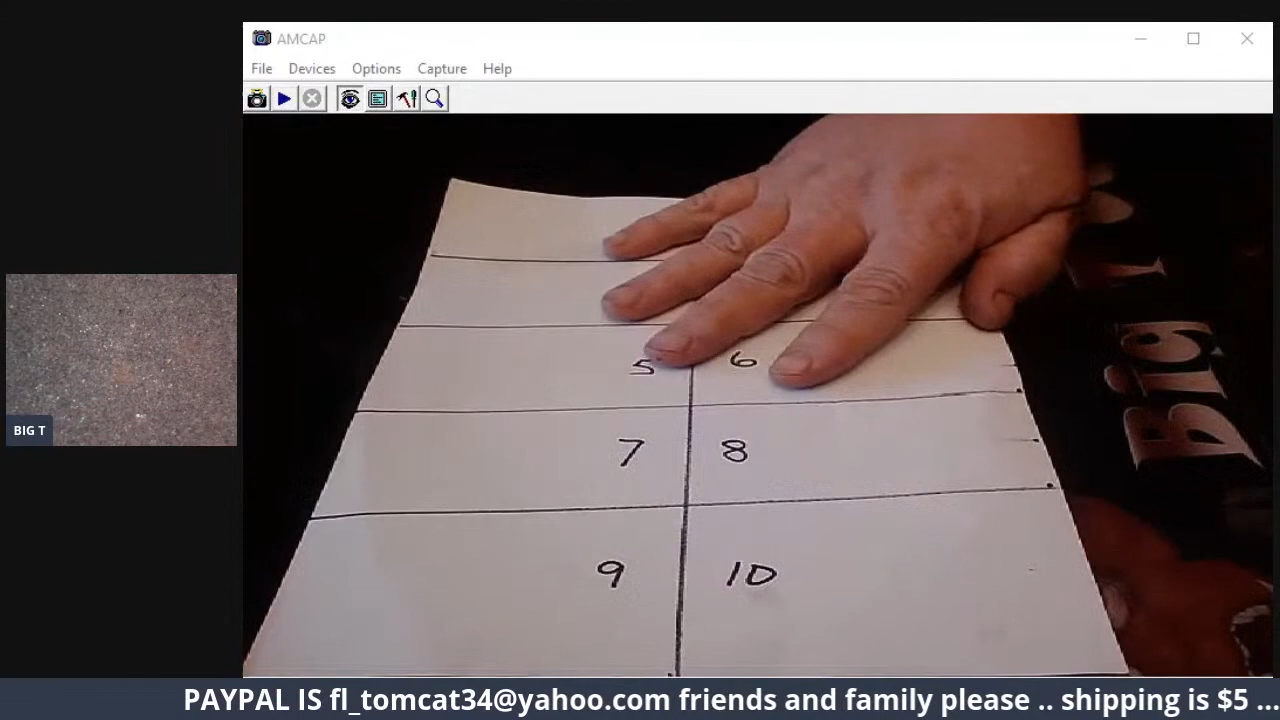 AMCAP
File Devices Options Capture Help
5 6
7 8
9 10
Big
BIG T
PAYPAL IS fl_tomcat34@yahoo.com friends and family please .. shipping is $5 ...